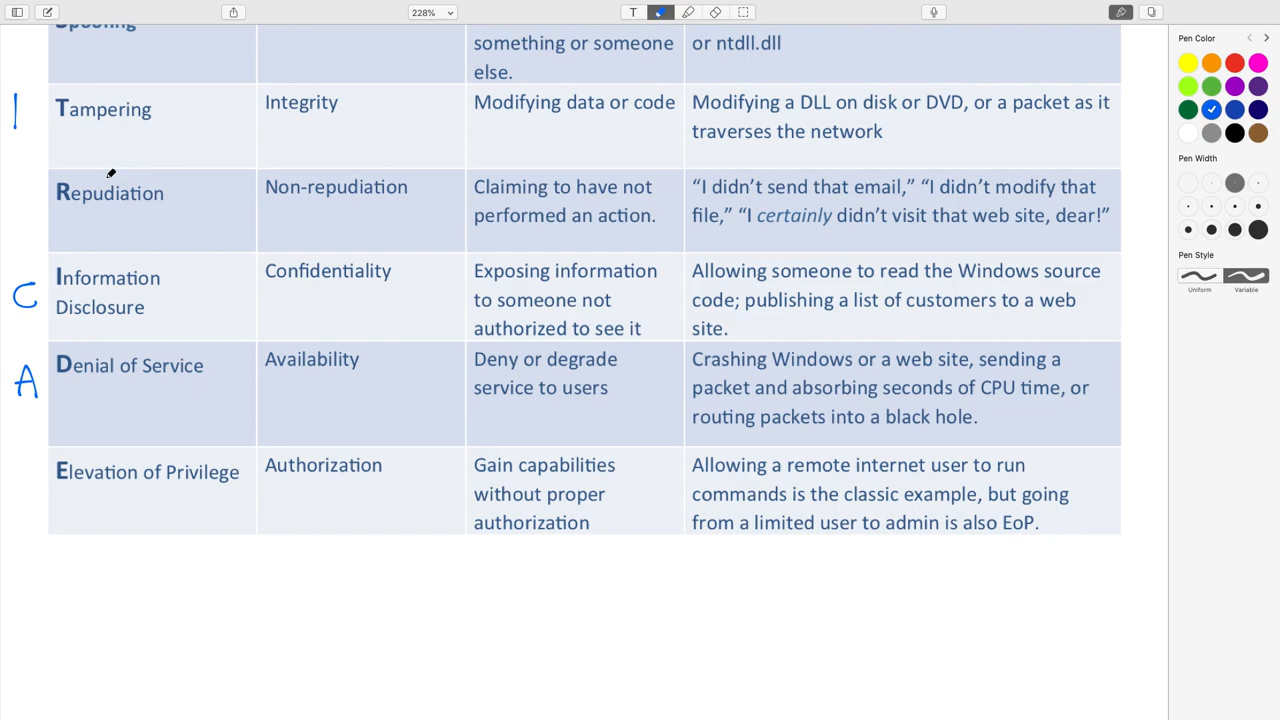 228%
T
Pen Color
Spoofing
something or someone
else.
or ntdll.dll
I
Tampering
Integrity
Modifying data or code
Modifying a DLL on disk or DVD, or a packet as it
traverses the network
Repudiation
Non-repudiation
Claiming to have not
performed an action.
“I didn’t send that email,” “I didn’t modify that
file,” “I certainly didn’t visit that web site, dear!”
C
Information
Disclosure
Confidentiality
Exposing information
to someone not
authorized to see it
Allowing someone to read the Windows source
code; publishing a list of customers to a web
site.
A
Denial of Service
Availability
Deny or degrade
service to users
Crashing Windows or a web site, sending a
packet and absorbing seconds of CPU time, or
routing packets into a black hole.
Elevation of Privilege
Authorization
Gain capabilities
without proper
authorization
Allowing a remote internet user to run
commands is the classic example, but going
from a limited user to admin is also EoP.
Pen Width
Pen Style
Uniform
Variable